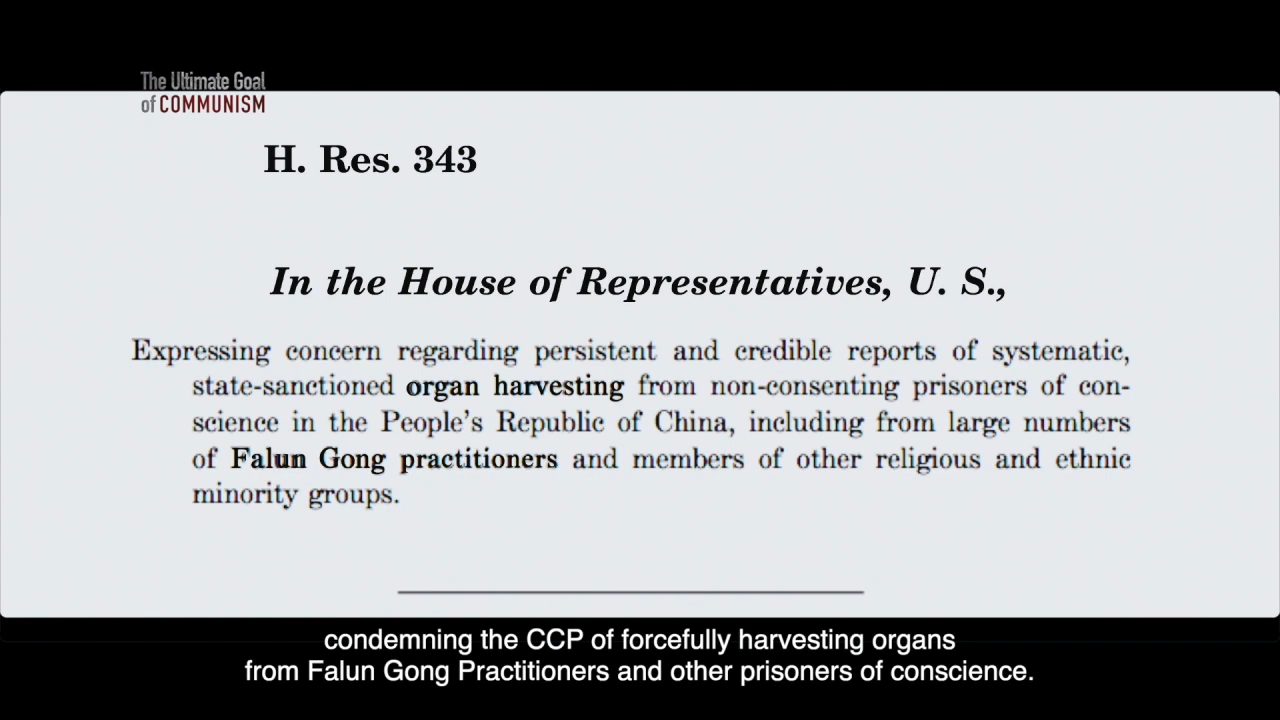 The Ultimate Goal
of COMMUNISM
H. Res. 343
In the House of Representatives, U. S.,
Expressing concern regarding persistent and credible reports of systematic,
state-sanctioned organ harvesting from non-consenting prisoners of con-
science in the People's Republic of China, including from large numbers
of Falun Gong practitioners and members of other religious and ethnic
minority groups.
condemning the CCP of forcefully harvesting organs
from Falun Gong Practitioners and other prisoners of conscience.